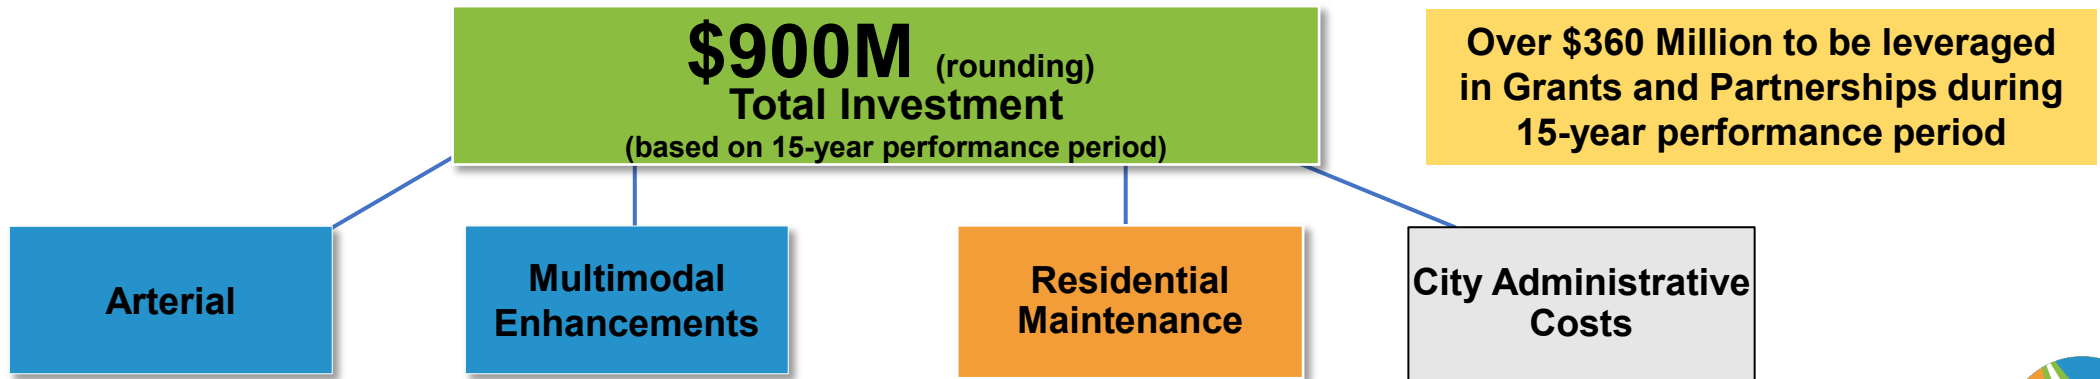 $900M (rounding)
Total Investment
(based on 15-year performance period)
Over $360 Million to be leveraged
in Grants and Partnerships during
15-year performance period
Arterial
Multimodal
Enhancements
Residential
Maintenance
City Administrative
Costs